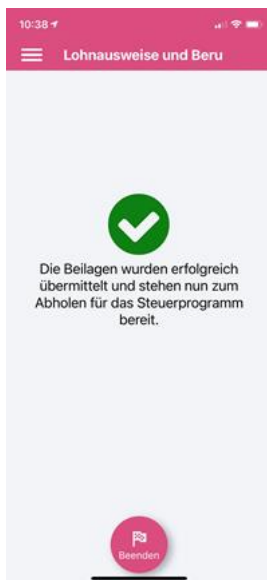 10:38
Lohnausweise und Beru
Die Beilagen wurden erfolgreich
übermittelt und stehen nun zum
Abholen für das Steuerprogramm
bereit.
Beenden